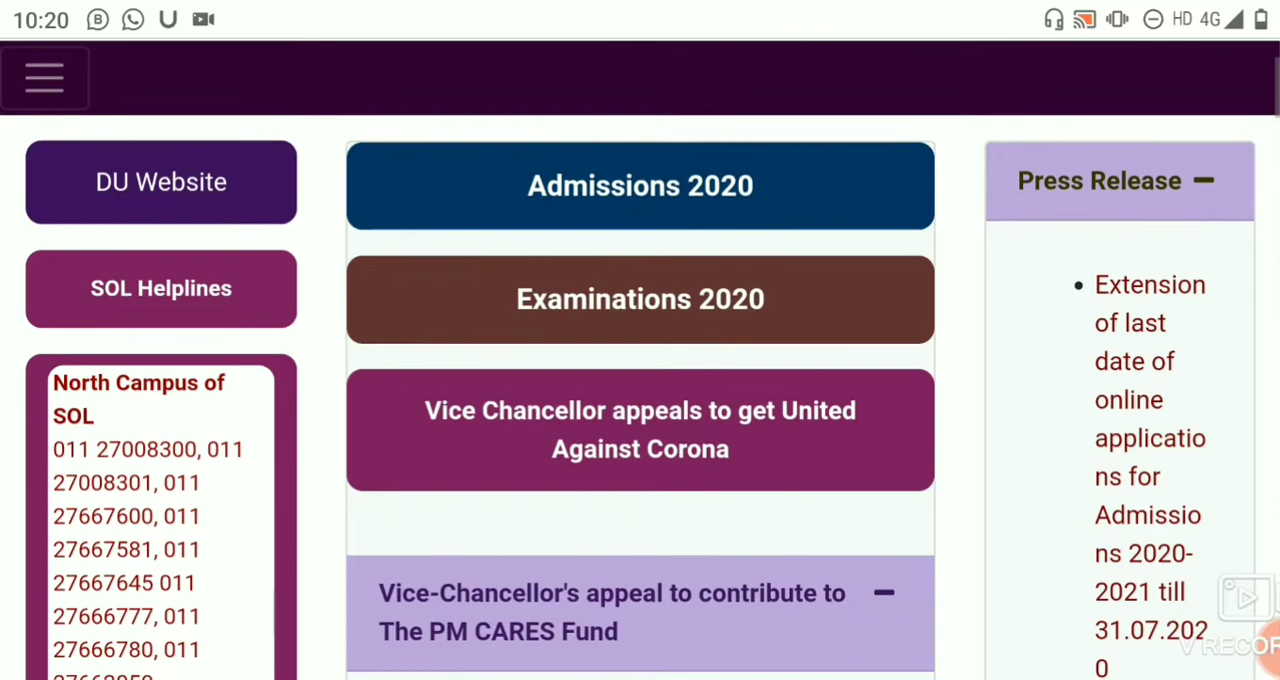 10:20
HD 4G
DU Website
SOL Helplines
North Campus of
SOL
011 27008300, 011
27008301, 011
27667600, 011
27667581, 011
27667645 011
27666777, 011
27666780, 011
Admissions 2020
Examinations 2020
Vice Chancellor appeals to get United
Against Corona
Vice-Chancellor's appeal to contribute to
The PM CARES Fund
Press Release
Extension
of last
date of
online
applicatio
ns for
Admissio
ns 2020-
2021 till
31.07.202
0
V RECOR